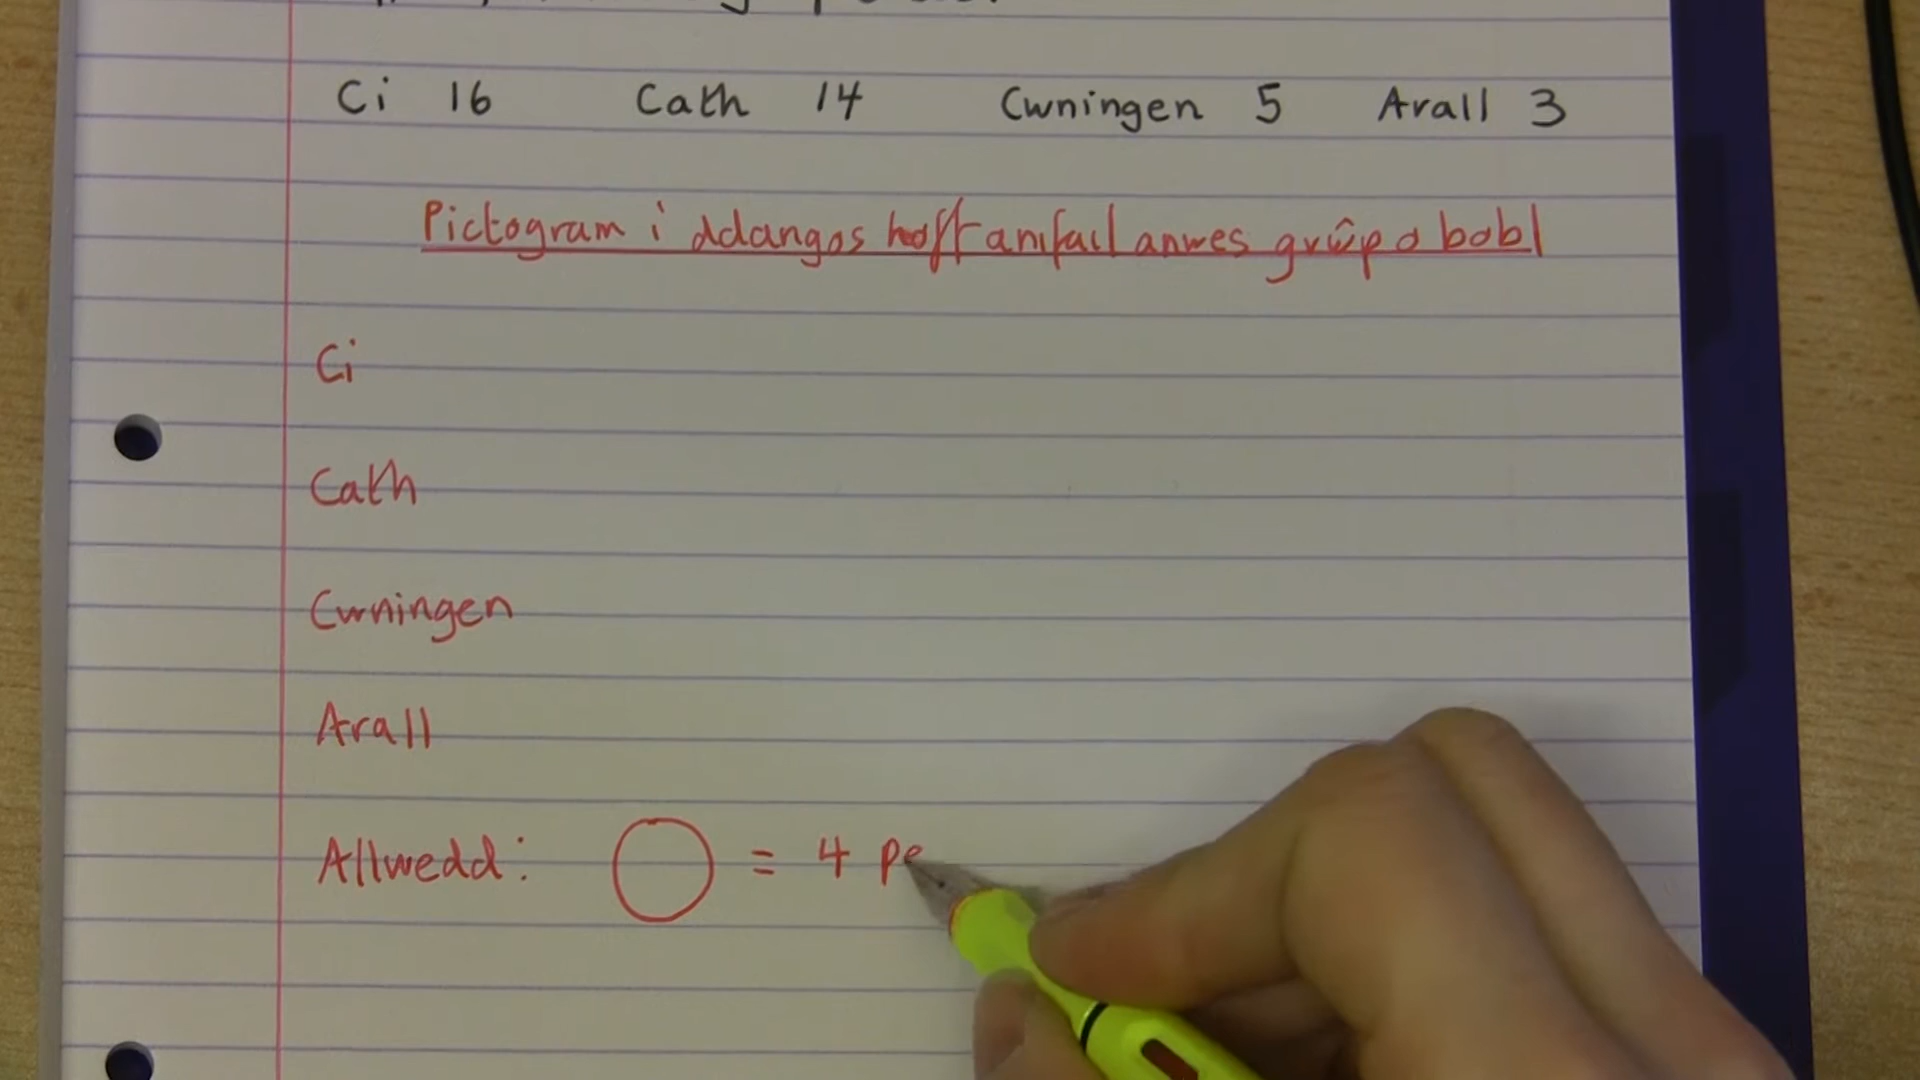 Ci 16 Cath 14 Cwningen 5 Arall 3
Pictogram i ddangos hoff anifail anwes grŵp o bobl
Ci
Cath
Cwningen
Arall
Allwedd: = 4 pe